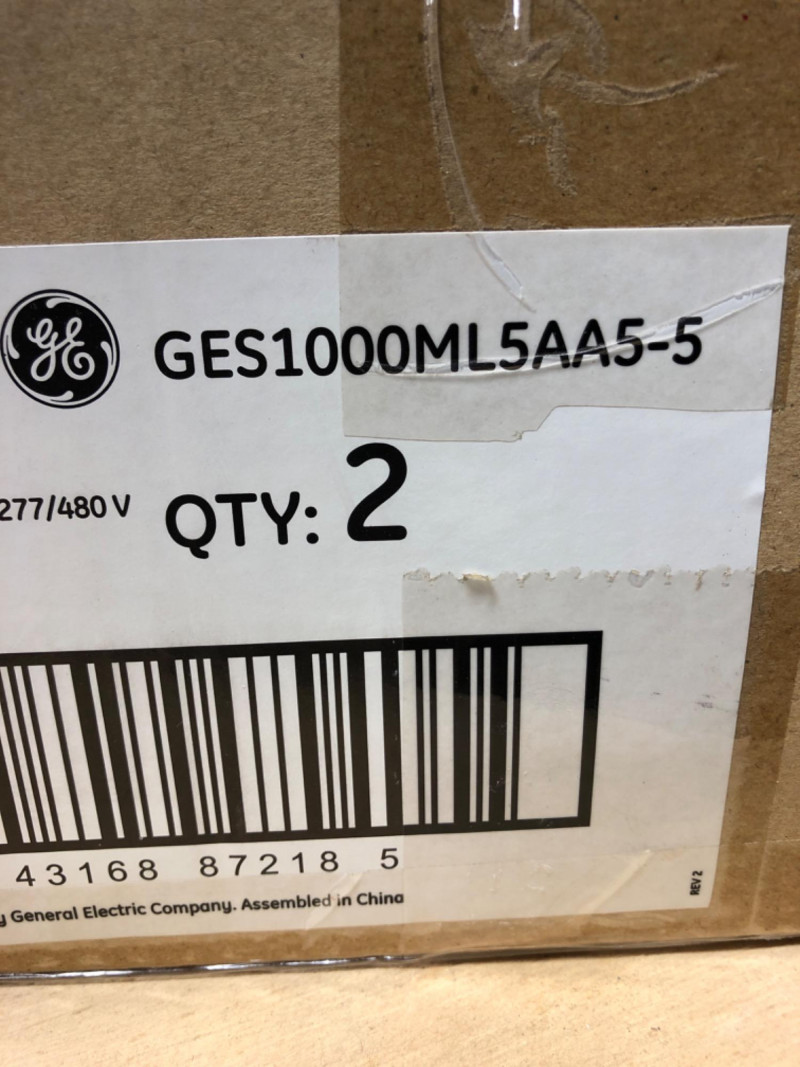 GE GES1000ML5AA5-5
277/480 V QTY: 2
43168 87218 5
General Electric Company. Assembled in China
REV 2